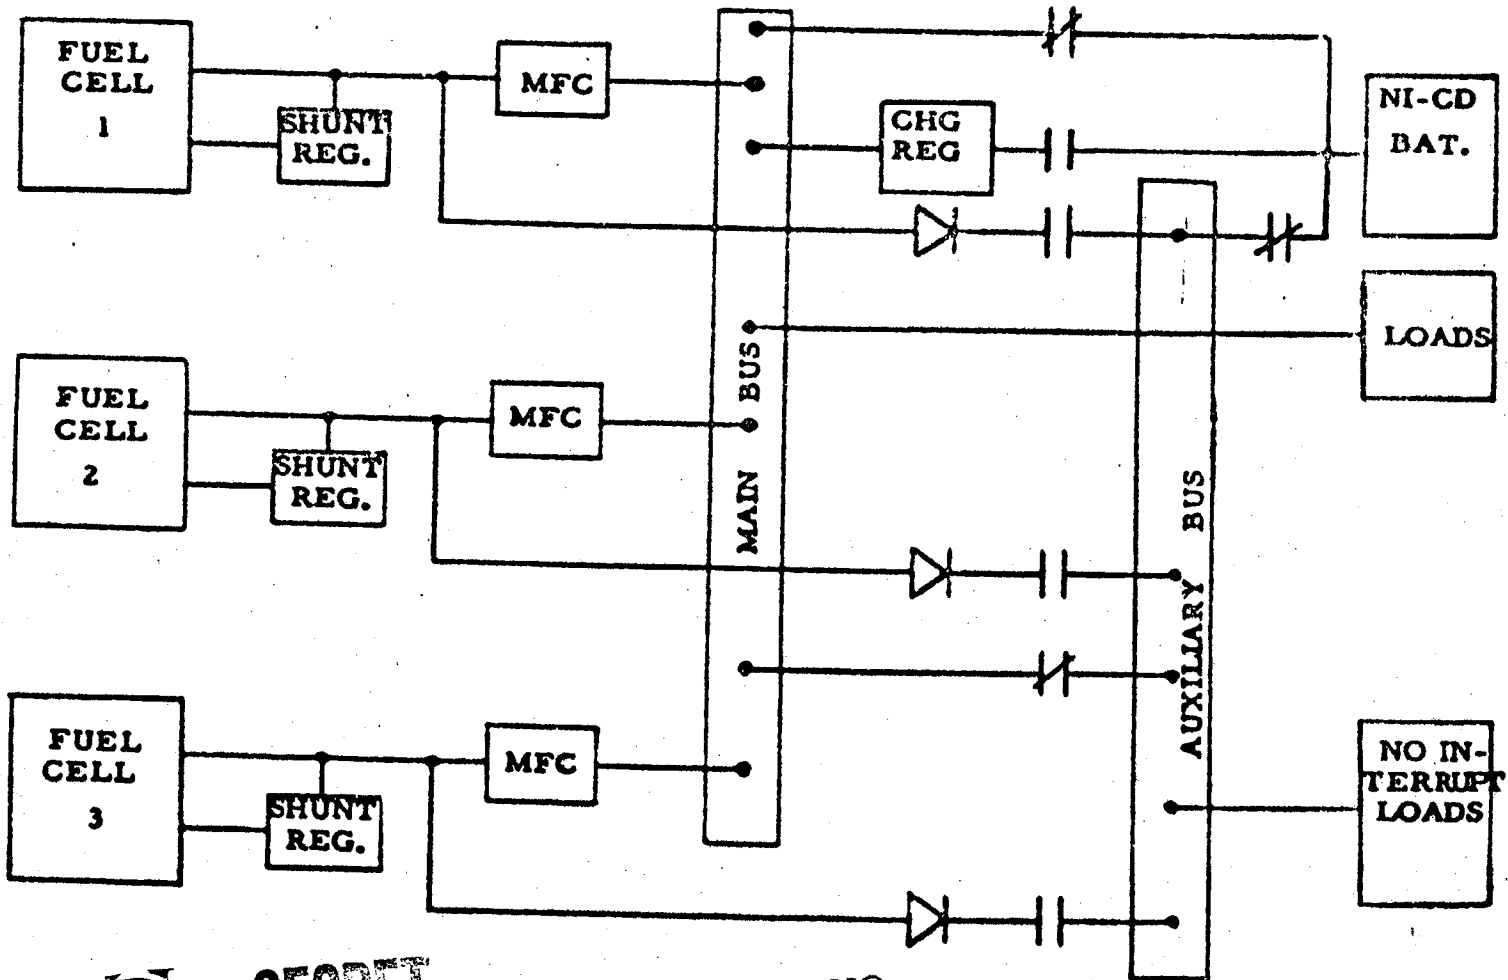 FUEL
CELL
1
SHUNT
REG.
MFC
CHG
REG
NI-CD
BAT.
LOADS
FUEL
CELL
2
SHUNT
REG.
MFC
MAIN BUS
AUXILIARY BUS
FUEL
CELL
3
SHUNT
REG.
MFC
NO IN-
TERRUPT
LOADS
SECRET